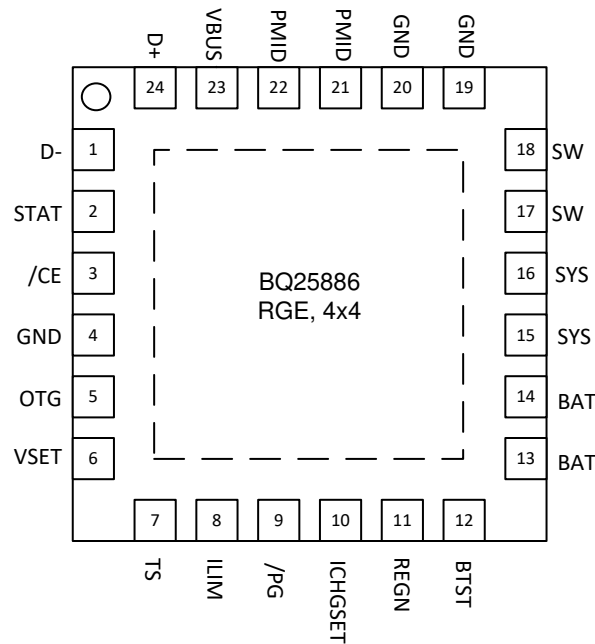 D+
VBUS
PMID
PMID
GND
GND
24
23
22
21
20
19
D-
1
18
SW
STAT
2
17
SW
/CE
3
16
SYS
BQ25886
RGE, 4x4
GND
4
15
SYS
OTG
5
14
BAT
VSET
6
13
BAT
7
8
9
10
11
12
TS
ILIM
/PG
ICHGSET
REGN
BTST